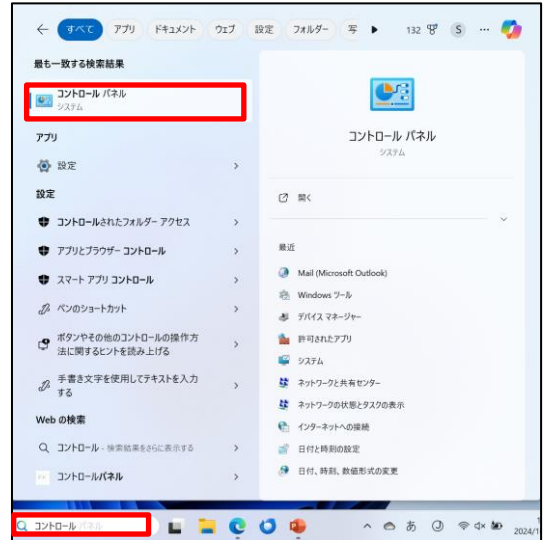 すべて アプリ ドキュメント ウェブ 設定 フォルダー 写 132 S
最も一致する検索結果
コントロール パネル
システム
アプリ
設定
設定
コントロールされたフォルダー アクセス
アプリとブラウザー コントロール
スマート アプリ コントロール
ペンのショートカット
ボタンやその他のコントロールの操作方
法に関するヒントを読み上げる
手書き文字を使用してテキストを入力
する
Web の検索
コントロール - 検索結果をさらに表示する
コントロールパネル
コントロール パネル
システム
開く
最近
Mail (Microsoft Outlook)
Windows ツール
デバイス マネージャー
許可されたアプリ
システム
ネットワークと共有センター
ネットワークの状態とタスクの表示
インターネットへの接続
日付と時刻の設定
日付、時刻、数値形式の変更
コントロール パネル
あ
2024/1